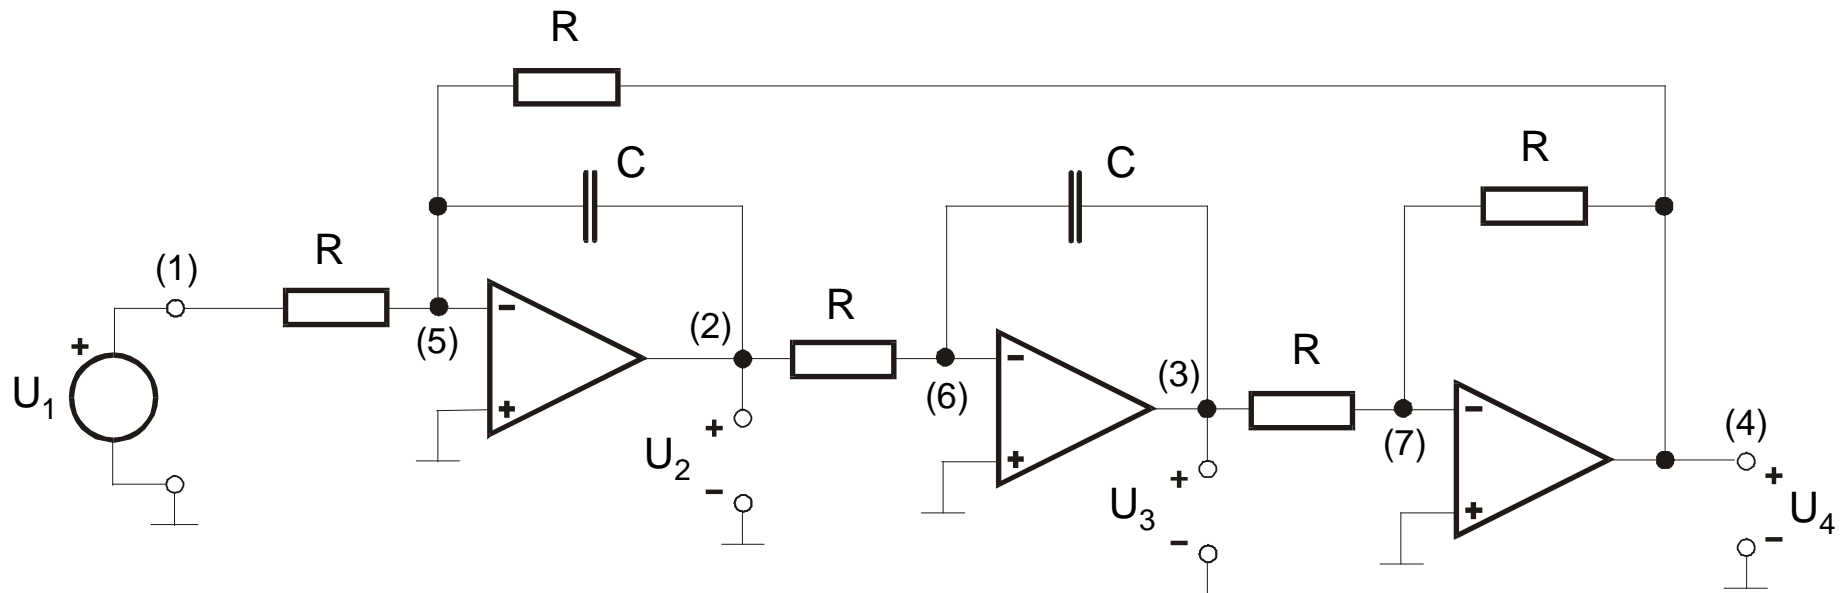 R
C
C
R
(1)
R
R
(2)
R
(5)
(3)
(6)
(4)
(7)
+
U1
-
+
+
U2
-
-
+
+
U3
-
-
+
+
U4
-